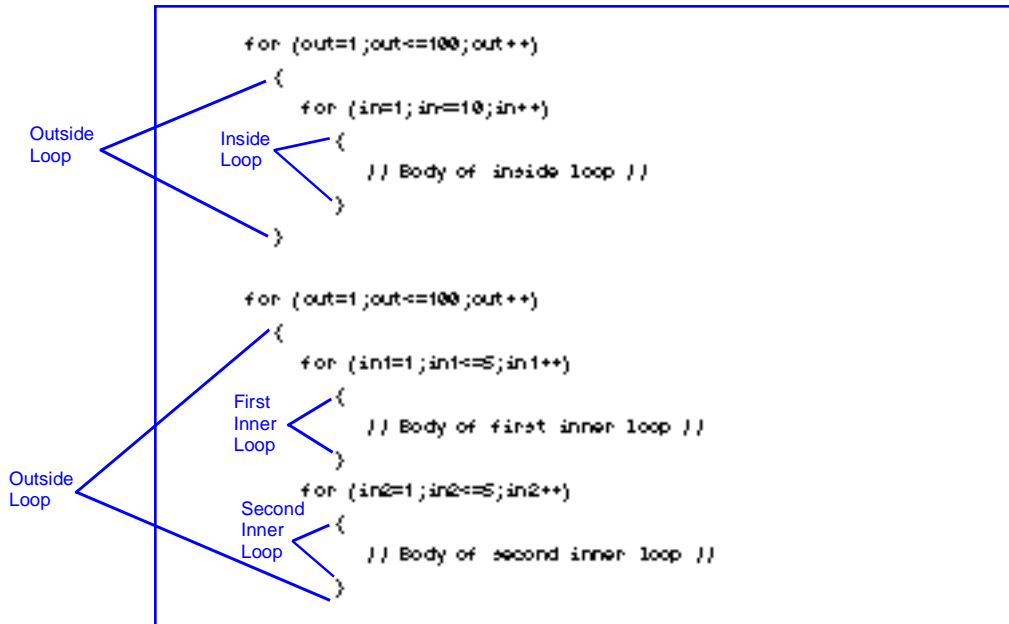 for (out=1;out<=100;out++)
{
for (in=1;in<=10;in++)
Outside
Loop
Inside
Loop
{
// Body of inside loop //
}
}
for (out=1;out<=100;out++)
{
for (in1=1;in1<=5;in1++)
First
Inner
Loop
{
// Body of first inner loop //
}
Outside
Loop
for (in2=1;in2<=5;in2++)
Second
Inner
Loop
{
// Body of second inner loop //
}